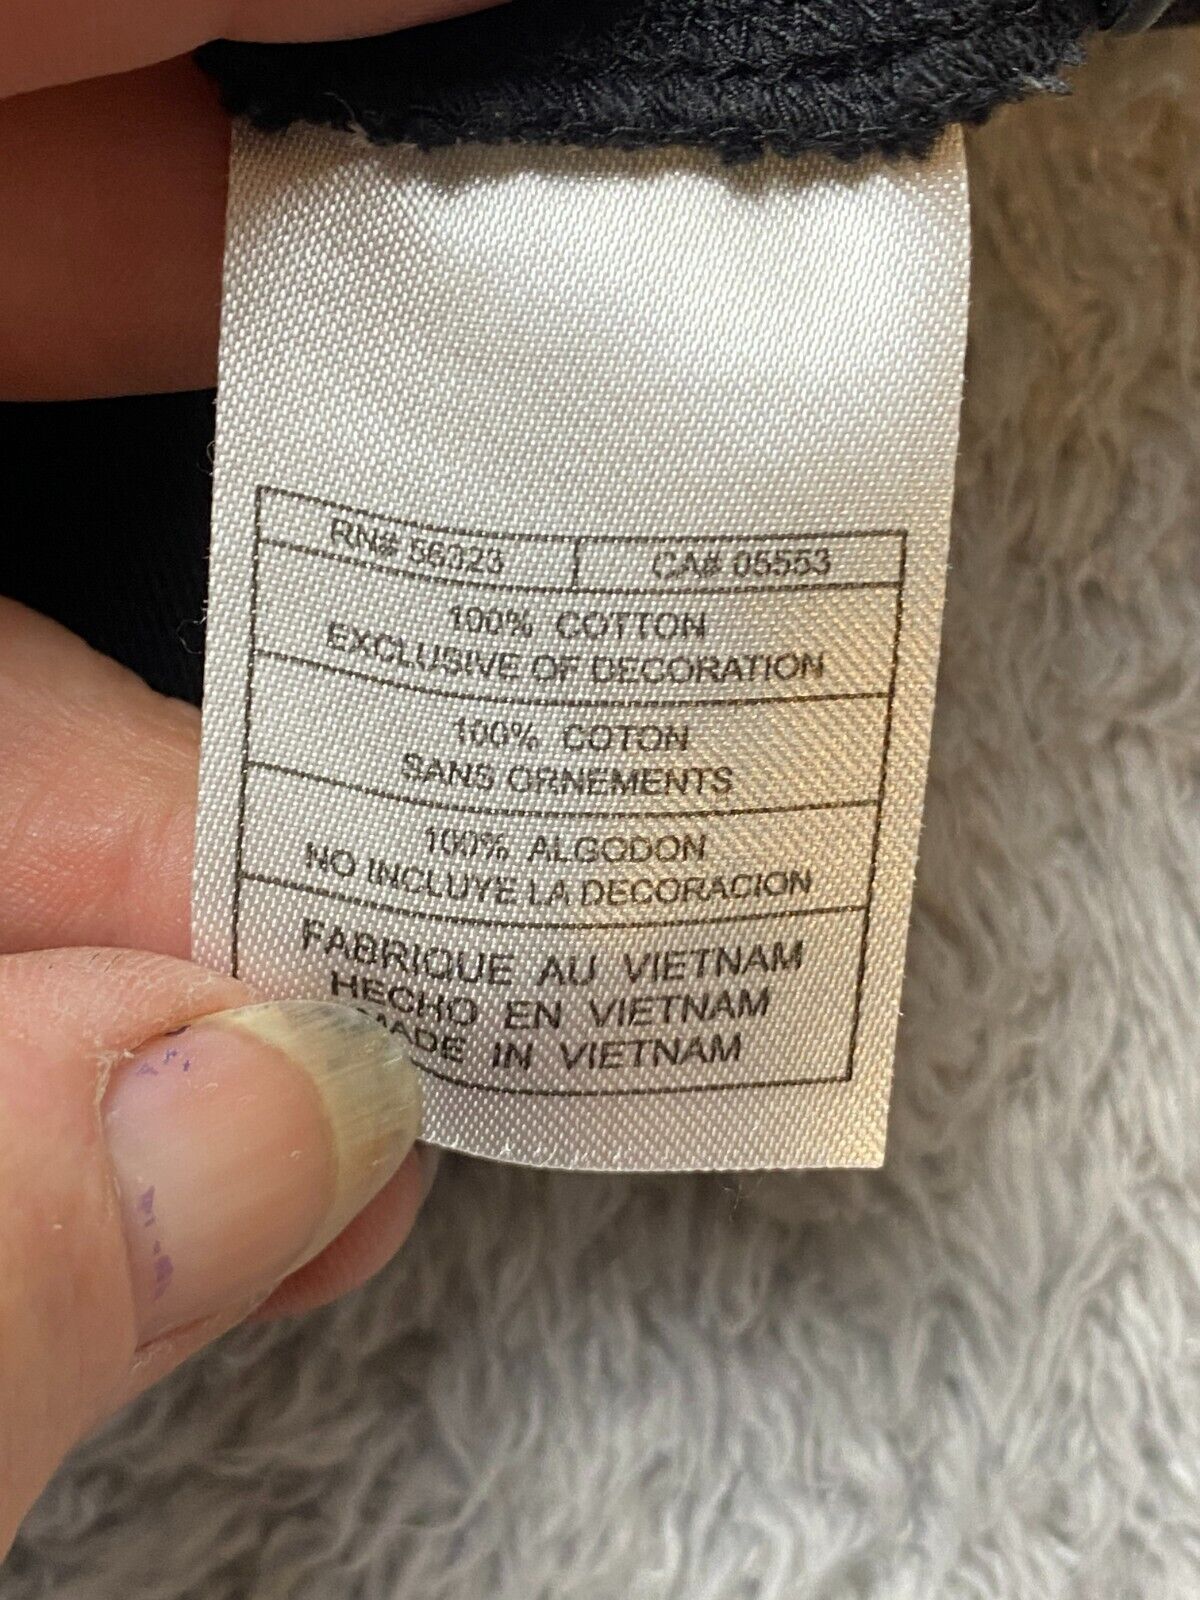 RN# 56323 CA# 05553
100% COTTON
EXCLUSIVE OF DECORATION
100% COTON
SANS ORNEMENTS
100% ALGODON
NO INCLUYE LA DECORACION
FABRIQUE AU VIETNAM
HECHO EN VIETNAM
MADE IN VIETNAM